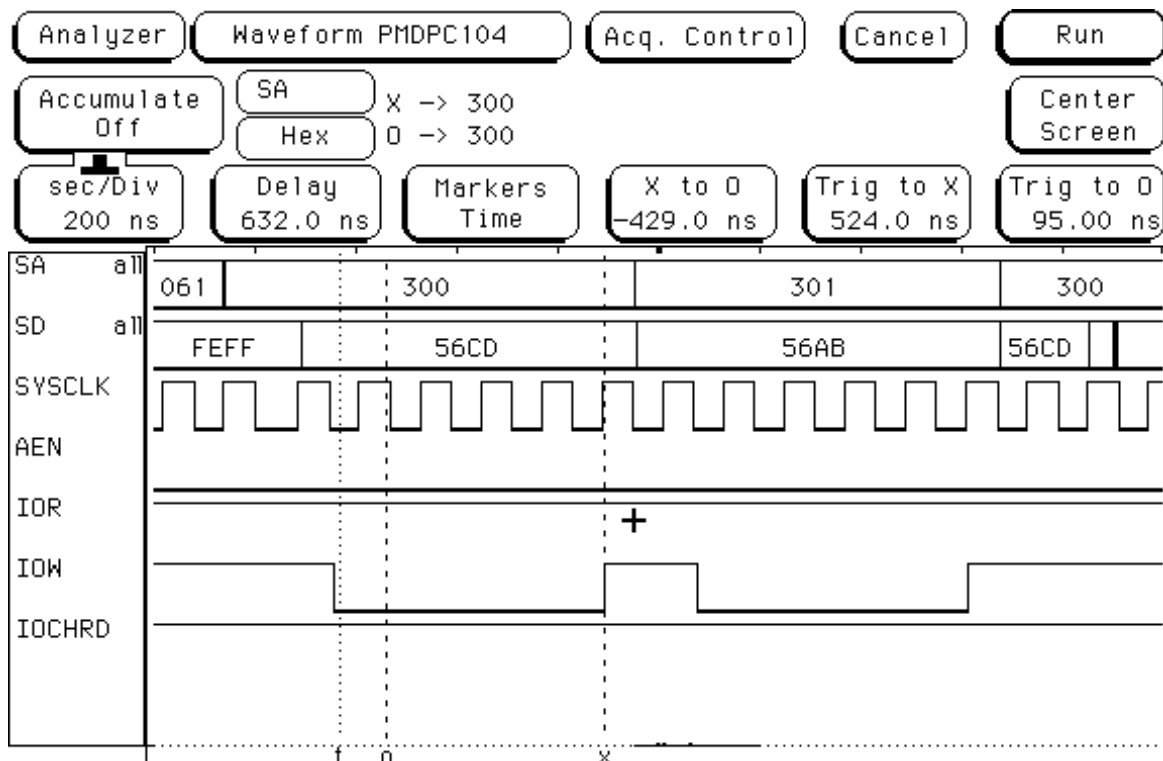 Analyzer Waveform PMDPC104 Acq. Control Cancel Run
Accumulate Off SA X -> 300 Center Screen
Hex O -> 300
sec/Div Delay Markers X to O Trig to X Trig to O
200 ns 632.0 ns Time -429.0 ns 524.0 ns 95.00 ns
SA all 061 300 301 300
SD all FEFF 56CD 56AB 56CD
SYSCLK
AEN
IOR
IOW
IOCHRD
t o x